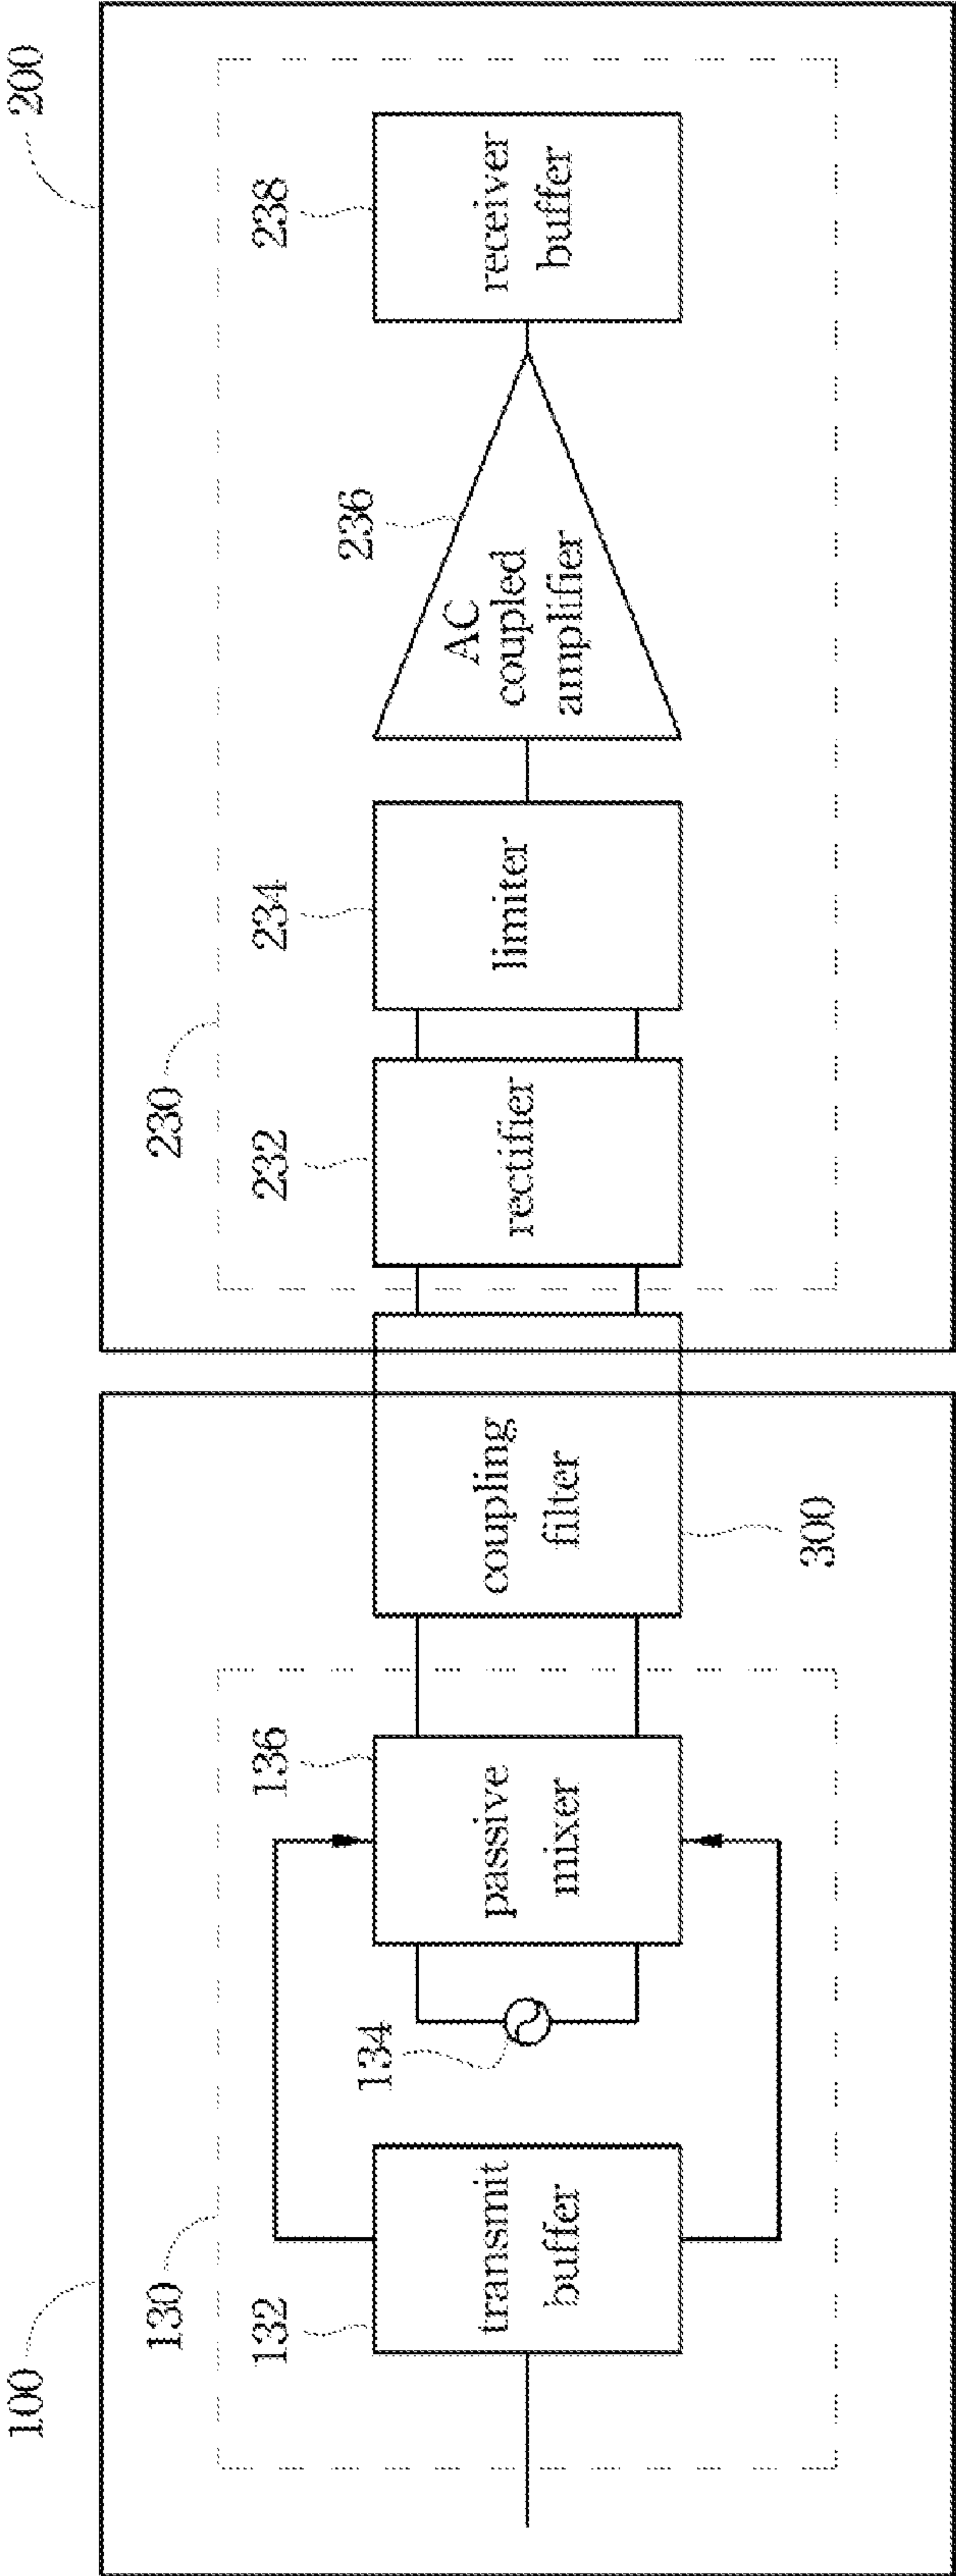 100
200
130
230
132
136
232
234
238
134
236
transmit
buffer
passive
mixer
coupling
filter
rectifier
limiter
AC
coupled
amplifier
receiver
buffer
300